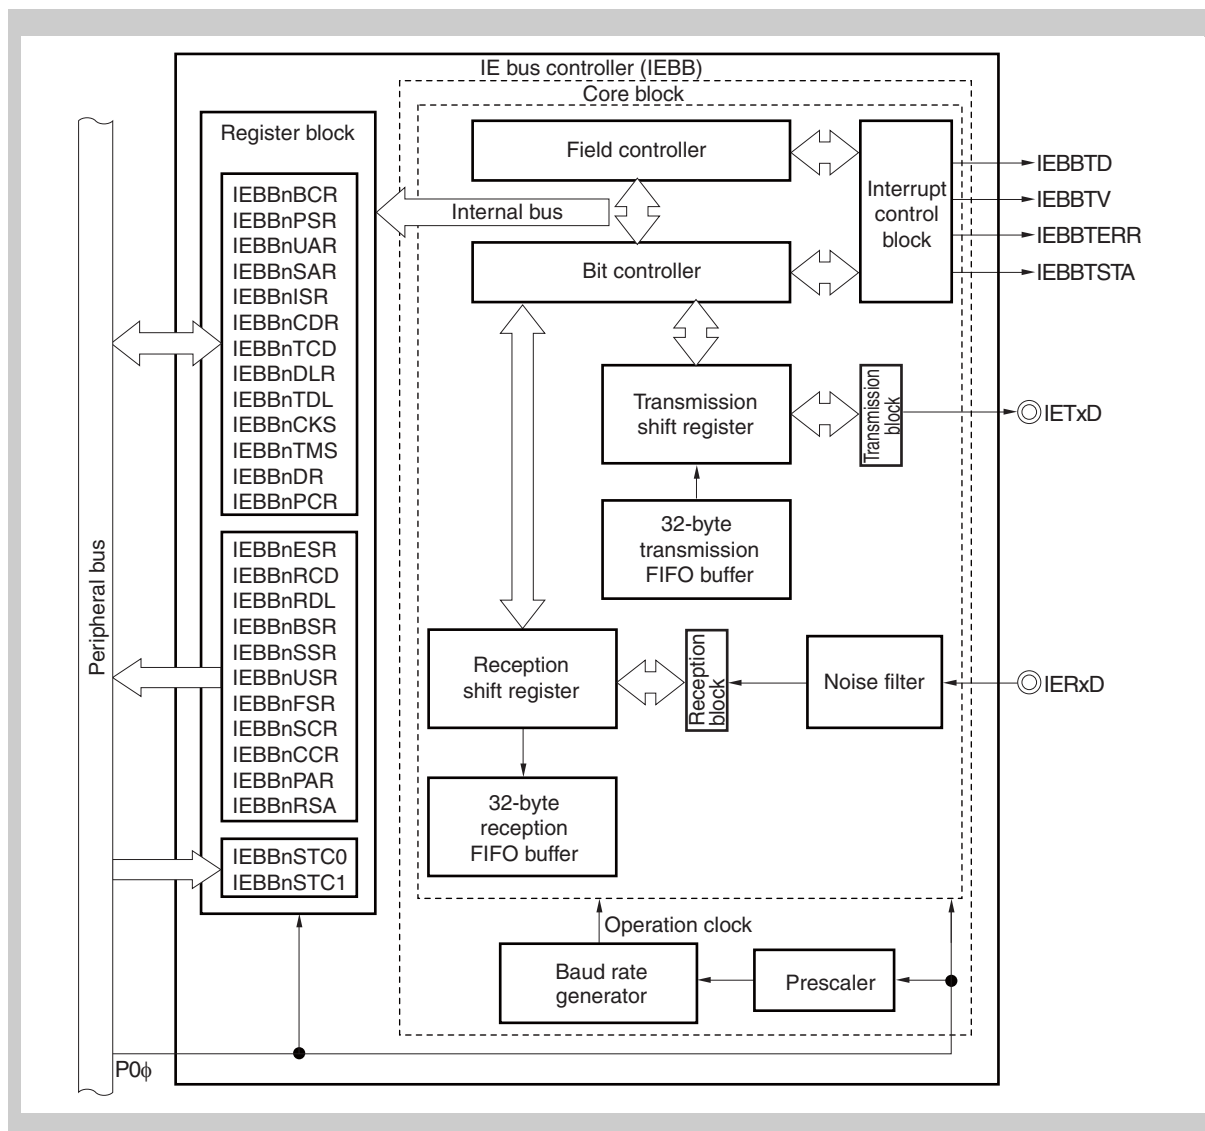 IE bus controller (IEBB)
Core block
Register block
Field controller
Interrupt
control
block
Internal bus
Bit controller
IEBBTD
IEBBTV
IEBBTERR
IEBBTSTA
IEBBnBCR
IEBBnPSR
IEBBnUAR
IEBBnSAR
IEBBnISR
IEBBnCDR
IEBBnTCD
IEBBnDLR
IEBBnTDL
IEBBnCKS
IEBBnTMS
IEBBnDR
IEBBnPCR
Transmission
shift register
Transmission
block
IETxD
32-byte
transmission
FIFO buffer
Peripheral bus
IEBBnESR
IEBBnRCD
IEBBnRDL
IEBBnBSR
IEBBnSSR
IEBBnUSR
IEBBnFSR
IEBBnSCR
IEBBnCCR
IEBBnPAR
IEBBnRSA
Reception
shift register
Reception
block
Noise filter
IERxD
32-byte
reception
FIFO buffer
IEBBnSTC0
IEBBnSTC1
Operation clock
Baud rate
generator
Prescaler
P0ϕ